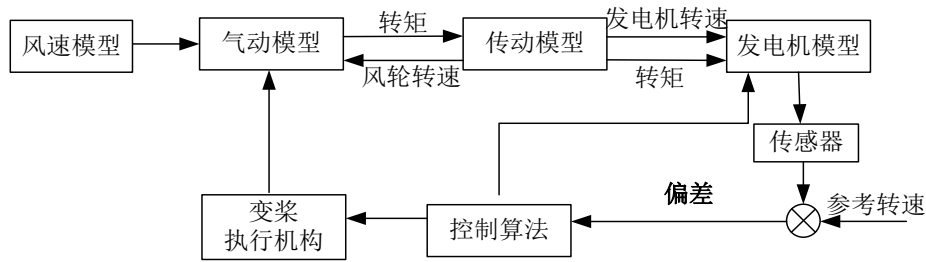 转矩
发电机转速
风速模型
气动模型
传动模型
发电机模型
风轮转速
转矩
传感器
偏差
参考转速
变桨
执行机构
控制算法